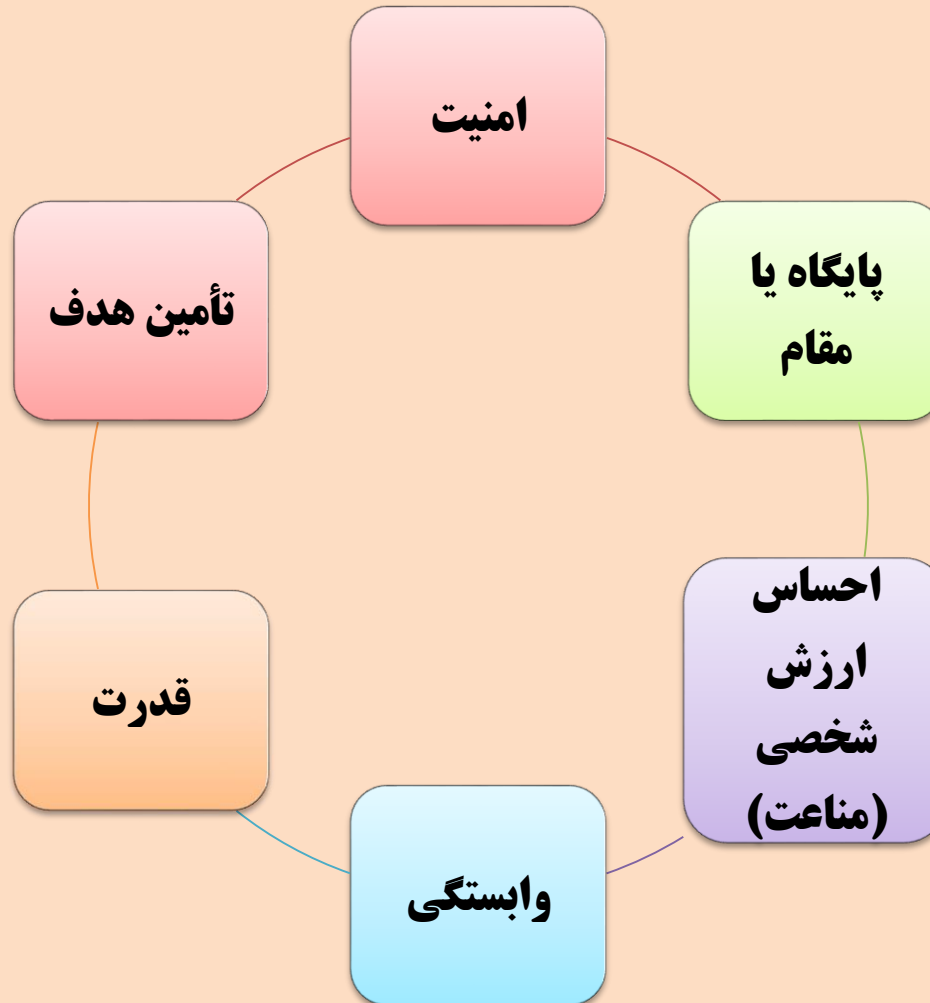 امنیت
پایگاه یا
مقام
احساس
ارزش
شخصی
(مناعت)
وابستگی
قدرت
تأمین هدف